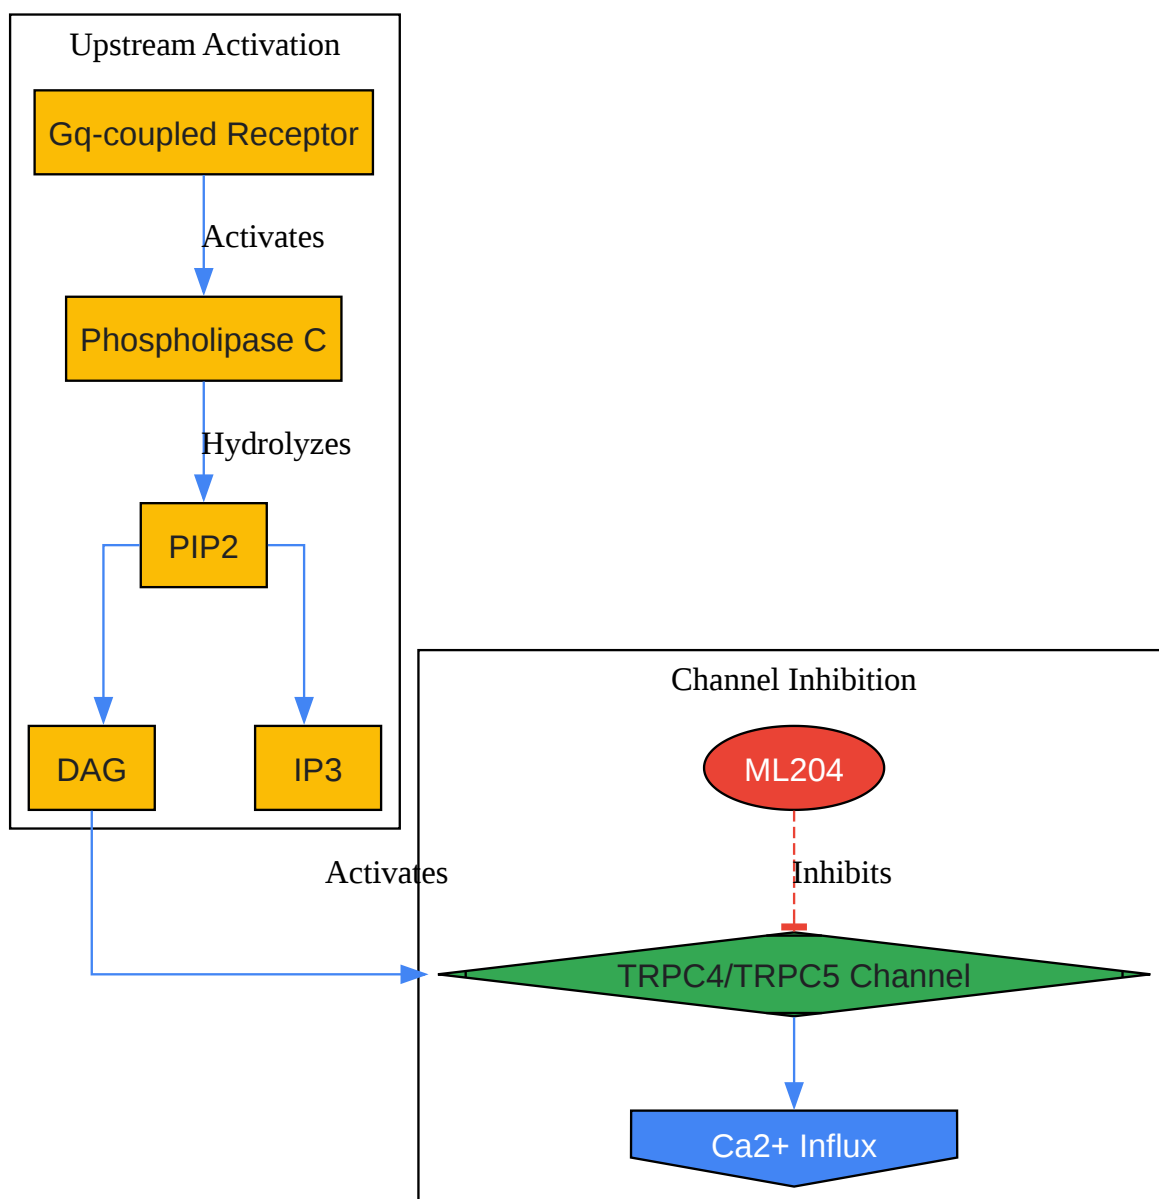 Upstream Activation
Gq-coupled Receptor
Activates
Phospholipase C
Hydrolyzes
PIP2
DAG
IP3
Channel Inhibition
ML204
Activates
Inhibits
TRPC4/TRPC5 Channel
Ca2+ Influx